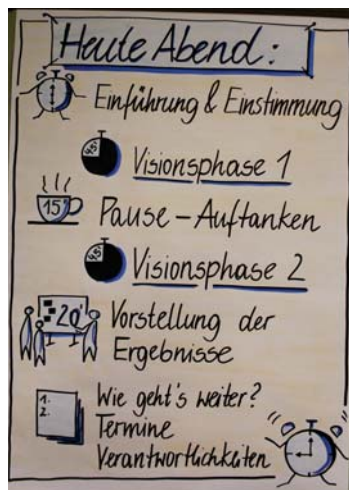 Heute Abend:
Einführung & Einstimmung
45'
Visionsphase 1
15'
Pause - Auftanken
45'
Visionsphase 2
20'
Vorstellung der
Ergebnisse
1.
2.
Wie geht's weiter?
Termine
Verantwortlichkeiten